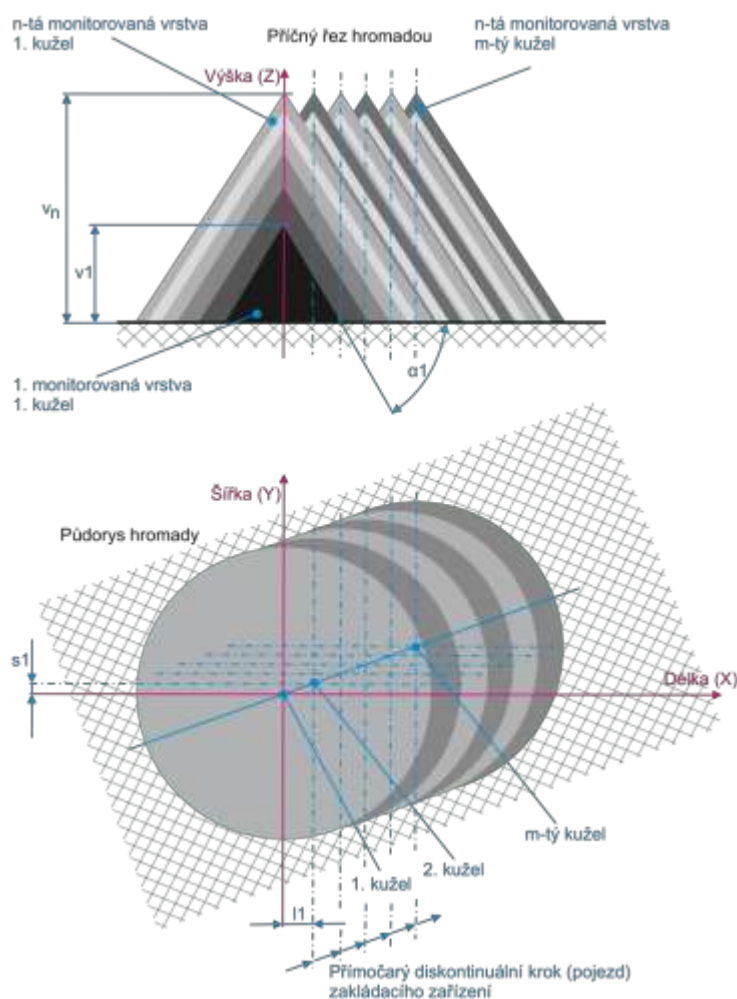 n-tá monitorovaná vrstva
1. kužel
Příčný řez hromadou
n-tá monitorovaná vrstva
m-tý kužel
Výška (Z)
vn
v1
α1
1. monitorovaná vrstva
1. kužel
Šířka (Y)
Půdorys hromady
s1
Délka (X)
m-tý kužel
2. kužel
1. kužel
l1
Přímočarý diskontinuální krok (pojezd)
zakládacího zařízení